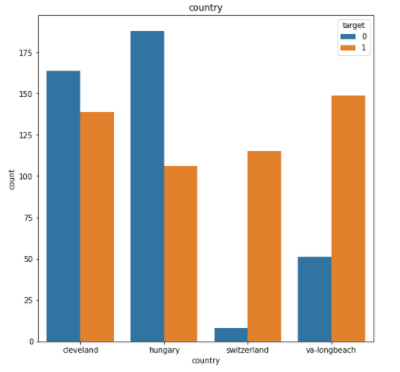 country
target
0
1
175
150
125
100
75
50
25
0
count
cleveland hungary switzerland va-longbeach
country